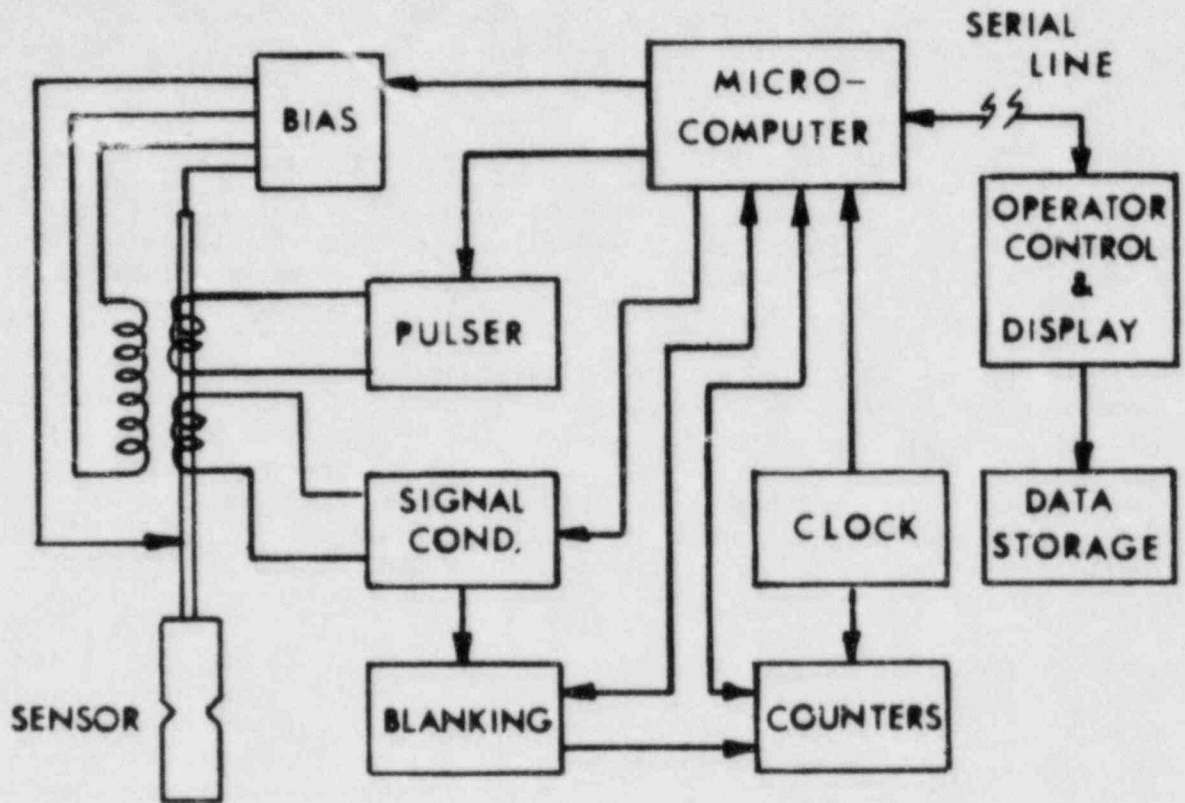 SERIAL
LINE
BIAS
MICRO-
COMPUTER
OPERATOR
CONTROL
&
DISPLAY
PULSER
SIGNAL
COND.
CLOCK
DATA
STORAGE
SENSOR
BLANKING
COUNTERS